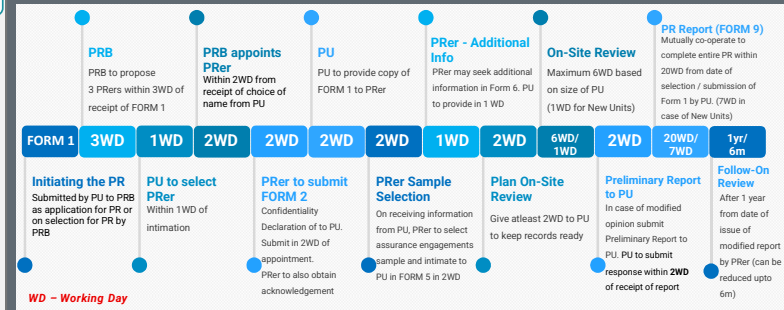 PRB
PRB to propose
3 PRers within 3WD of
receipt of FORM 1
PRB appoints
PRer
Within 2WD from
receipt of choice of
name from PU
PU
PU to provide copy of
FORM 1 to PRer
PRer - Additional
Info
PRer may seek additional
information in Form 6. PU
to provide in 1 WD
On-Site Review
Maximum 6WD based
on size of PU
(1WD for New Units)
PR Report (FORM 9)
Mutually co-operate to
complete entire PR within
20WD from date of
selection / submission of
Form 1 by PU. (7WD in
case of New Units)
FORM 1
3WD
1WD
2WD
2WD
2WD
2WD
1WD
2WD
6WD/
1WD
2WD
20WD/
7WD
1yr/
6m
Initiating the PR
Submitted by PU to PRB
as application for PR or
on selection for PR by
PRB
PU to select
PRer
Within 1WD of
intimation
PRer to submit
FORM 2
Confidentiality
Declaration of to PU.
Submit in 2WD of
appointment.
PRer to also obtain
acknowledgement
PRer Sample
Selection
On receiving information
from PU, PRer to select
assurance engagements
sample and intimate to
PU in FORM 5 in 2WD
Plan On-Site
Review
Give atleast 2WD to PU
to keep records ready
Preliminary Report
to PU
In case of modified
opinion submit
Preliminary Report to
PU. PU to submit
response within 2WD
of receipt of report
Follow-On
Review
After 1 year
from date of
issue of
modified report
by PRer (can be
reduced upto
6m)
WD – Working Day